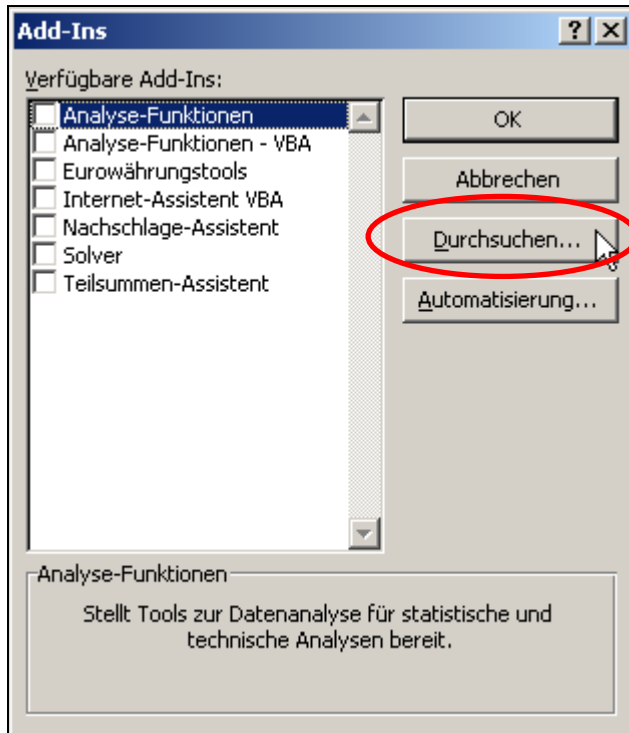 Add-Ins
Verfügbare Add-Ins:
Analyse-Funktionen
Analyse-Funktionen - VBA
Eurowährungstools
Internet-Assistent VBA
Nachschlage-Assistent
Solver
Teilsummen-Assistent
OK
Abbrechen
Durchsuchen...
Automatisierung...
Analyse-Funktionen
Stellt Tools zur Datenanalyse für statistische und
technische Analysen bereit.